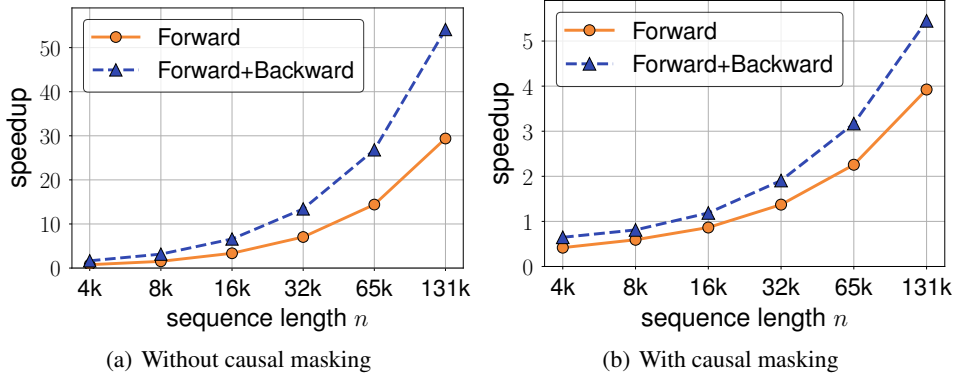 Forward
Forward+Backward
speedup
50
40
30
20
10
0
4k 8k 16k 32k 65k 131k
sequence length n
(a) Without causal masking
Forward
Forward+Backward
speedup
5
4
3
2
1
0
4k 8k 16k 32k 65k 131k
sequence length n
(b) With causal masking